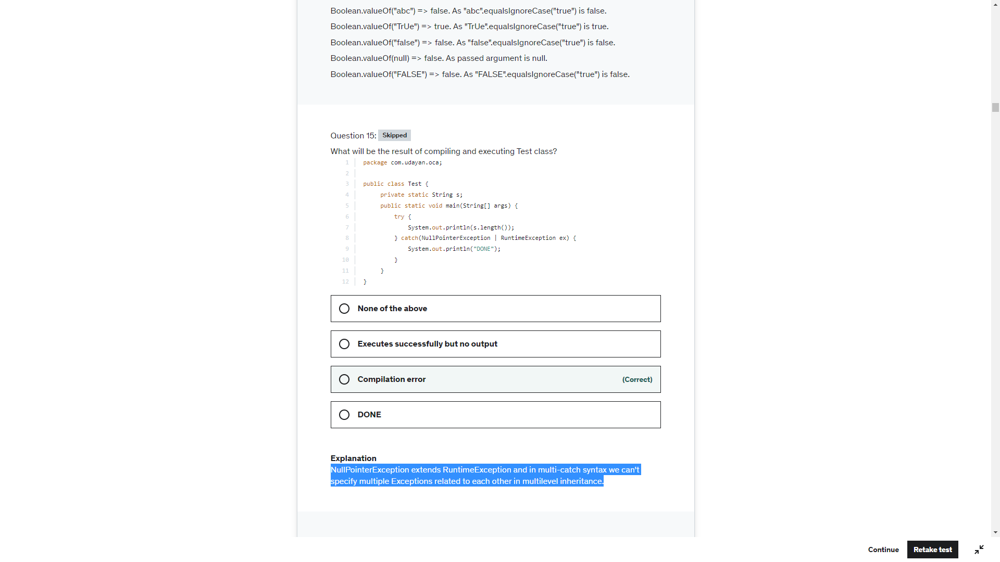 Boolean.valueOf("abc") => false. As "abc".equalsIgnoreCase("true") is false.
Boolean.valueOf("TrUe") => true. As "TrUe".equalsIgnoreCase("true") is true.
Boolean.valueOf("false") => false. As "false".equalsIgnoreCase("true") is false.
Boolean.valueOf(null) => false. As passed argument is null.
Boolean.valueOf("FALSE") => false. As "FALSE".equalsIgnoreCase("true") is false.
Question 15: Skipped
What will be the result of compiling and executing Test class?
1 package com.udayan.oca;
2
3 public class Test {
4 private static String s;
5 public static void main(String[] args) {
6 try {
7 System.out.println(s.length());
8 } catch(NullPointerException | RuntimeException ex) {
9 System.out.println("DONE");
10 }
11 }
12 }
None of the above
Executes successfully but no output
Compilation error (Correct)
DONE
Explanation
NullPointerException extends RuntimeException and in multi-catch syntax we can't
specify multiple Exceptions related to each other in multilevel inheritance.
Continue Retake test